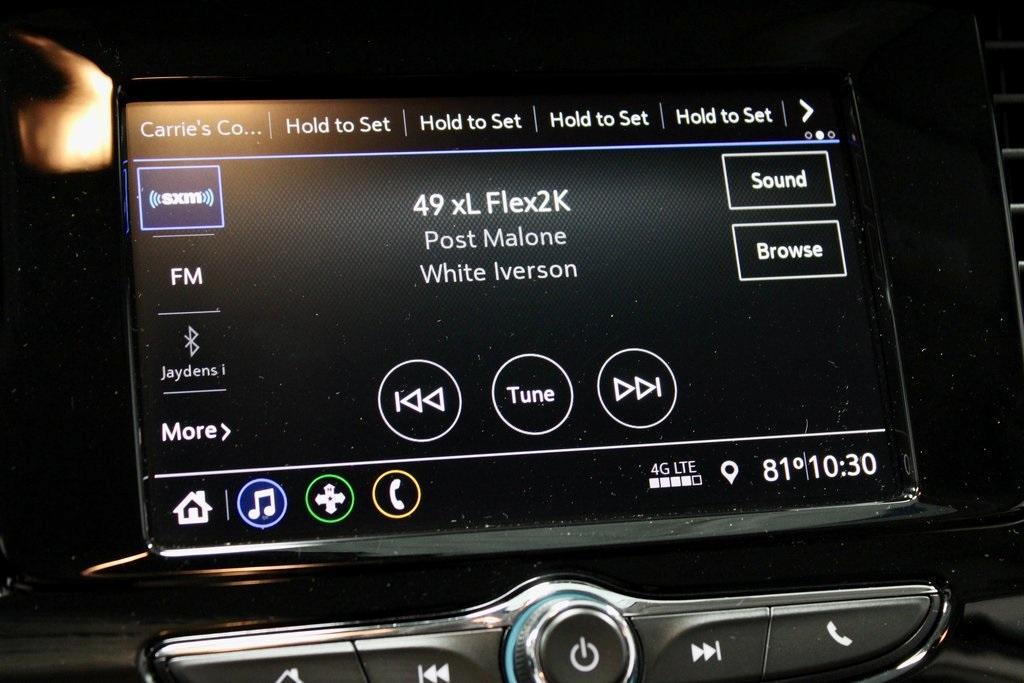 Carrie's Co... Hold to Set Hold to Set Hold to Set Hold to Set
sxm
49 xL Flex2K
Post Malone
White Iverson
Sound
Browse
FM
Jaydens i
More
Tune
4G LTE
81° 10:30